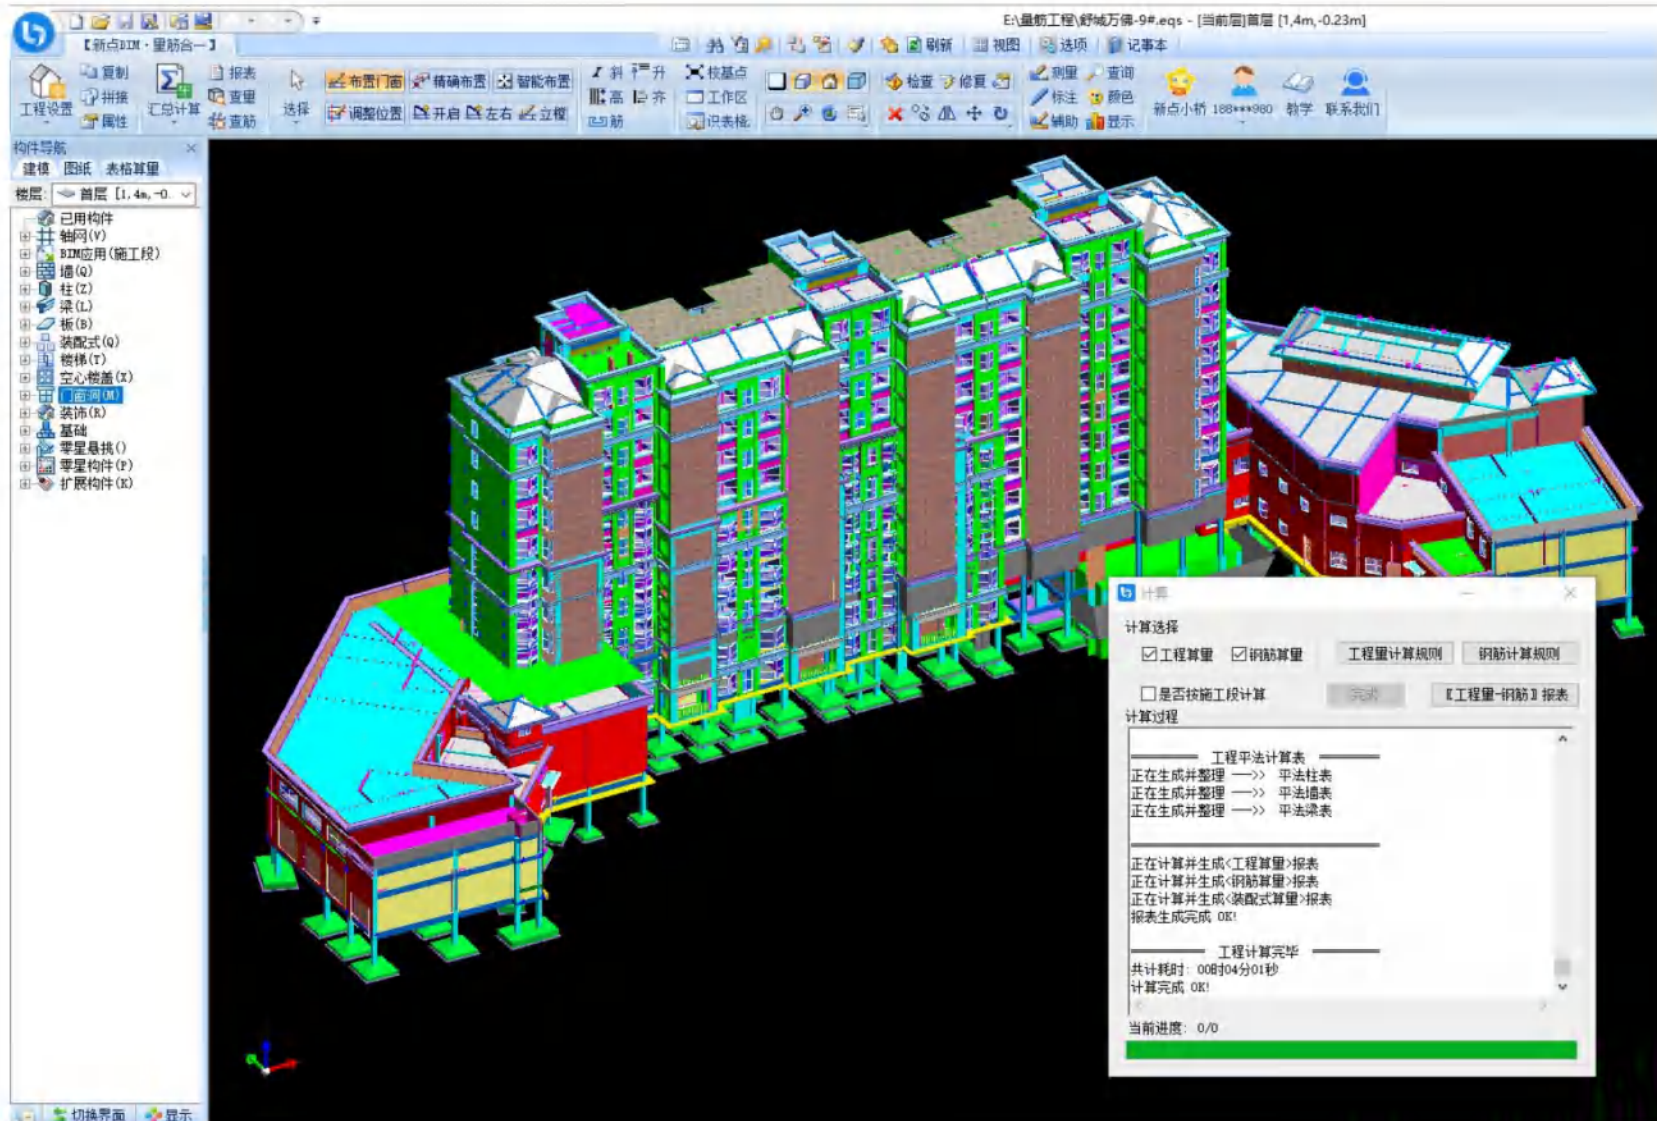 E:\量筋工程\舒城万佛-9#.eqs - [当前层]首层 [1,4m,-0.23m]
【新点BIM·量筋合一】
刷新 视图 选项 记事本
工程设置
复制
拼接
属性
汇总计算
报表
查量
查筋
选择
布置门窗 精确布置 智能布置
调整位置 开启 左右 立樘
斜 升
高 齐
筋
校基点
工作区
识表格
检查 修复
测量 查询
标注 颜色
辅助 显示
新点小桥 188***980 教学 联系我们
构件导航
建模 图纸 表格算量
楼层: 首层 [1,4m,-0.
已用构件
轴网(V)
BIM应用(施工段)
墙(Q)
柱(Z)
梁(L)
板(B)
装配式(Q)
楼梯(T)
空心楼盖(X)
门窗洞(M)
装饰(R)
基础
零星悬挑()
零星构件(P)
扩展构件(K)
切换界面 显示
计算
计算选择
工程算量 钢筋算量 工程量计算规则 钢筋计算规则
是否按施工段计算 完成 【工程量-钢筋】报表
计算过程
工程平法计算表
正在生成并整理 —>> 平法柱表
正在生成并整理 —>> 平法墙表
正在生成并整理 —>> 平法梁表
正在计算并生成<工程算量>报表
正在计算并生成<钢筋算量>报表
正在计算并生成<装配式算量>报表
报表生成完成 OK!
工程计算完毕
共计耗时: 00时04分01秒
计算完成 OK!
当前进度: 0/0